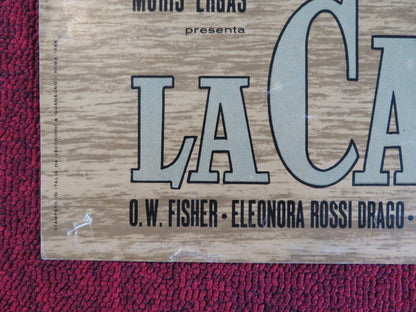 MORIS ERGAS
presenta
LA CA
O.W. FISHER • ELEONORA ROSSI DRAGO •